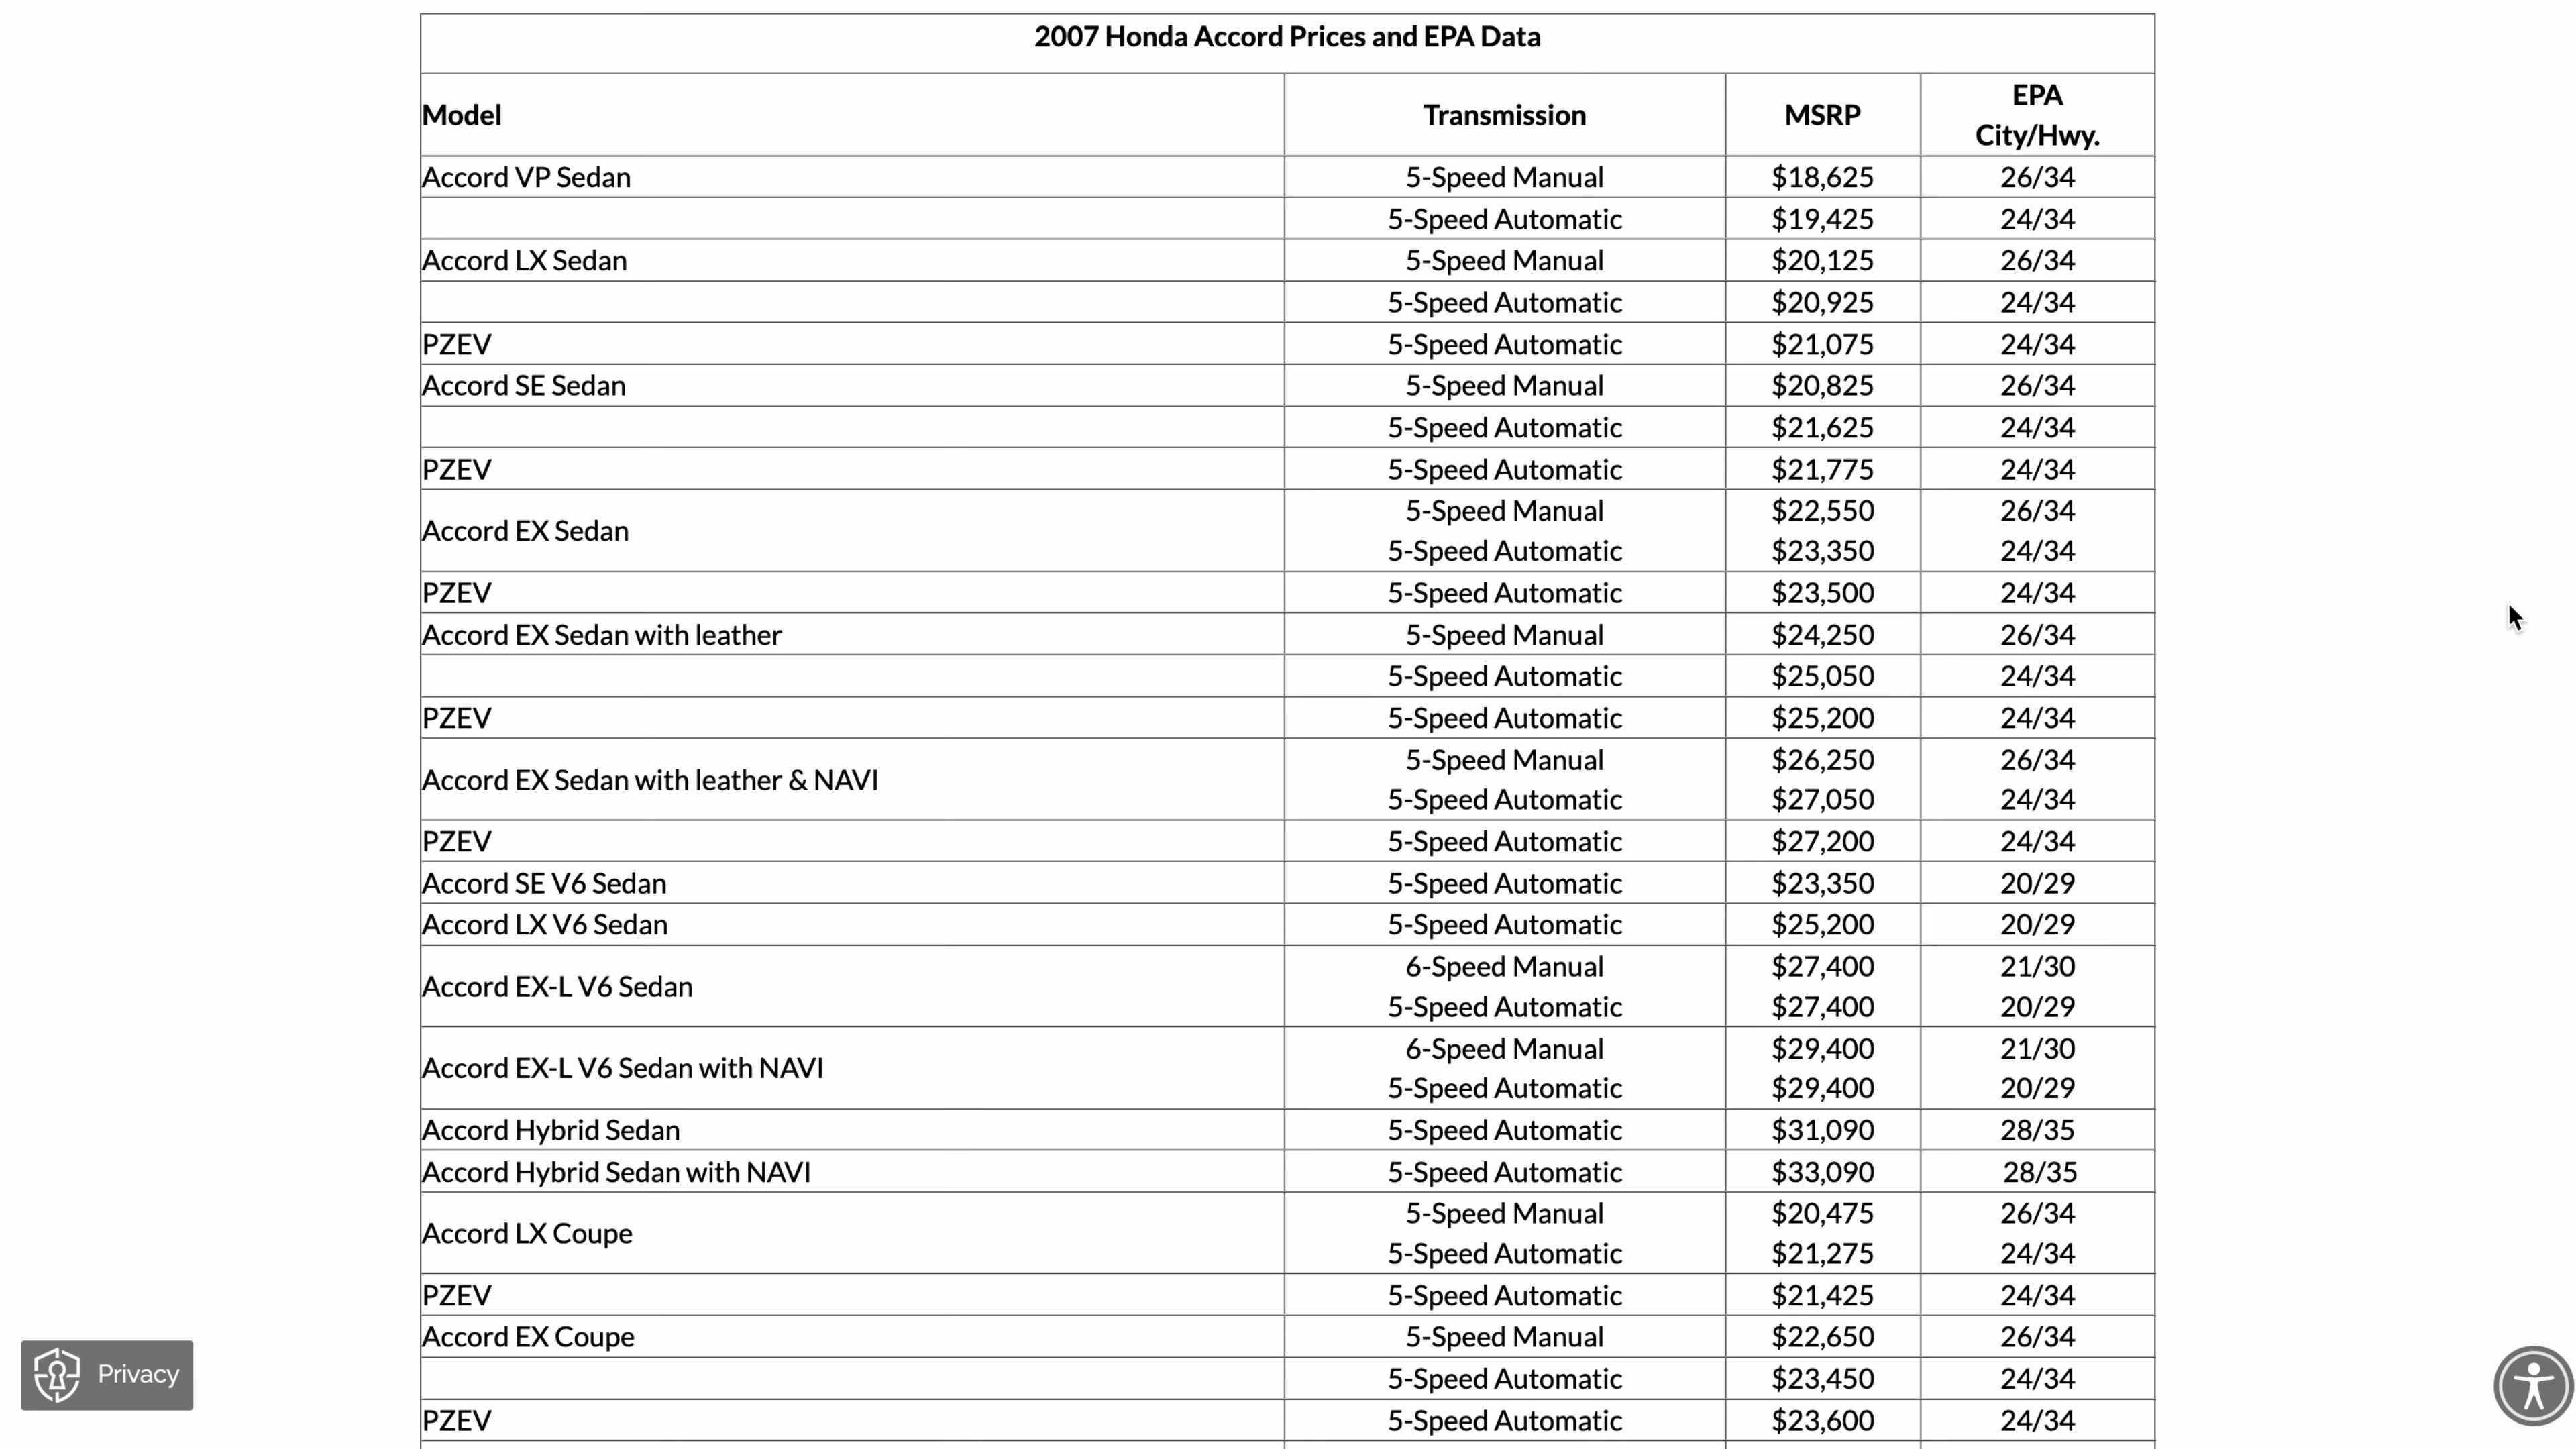 2007 Honda Accord Prices and EPA Data
Model Transmission MSRP EPA
City/Hwy.
Accord VP Sedan 5-Speed Manual $18,625 26/34
5-Speed Automatic $19,425 24/34
Accord LX Sedan 5-Speed Manual $20,125 26/34
5-Speed Automatic $20,925 24/34
PZEV 5-Speed Automatic $21,075 24/34
Accord SE Sedan 5-Speed Manual $20,825 26/34
5-Speed Automatic $21,625 24/34
PZEV 5-Speed Automatic $21,775 24/34
Accord EX Sedan 5-Speed Manual $22,550 26/34
5-Speed Automatic $23,350 24/34
PZEV 5-Speed Automatic $23,500 24/34
Accord EX Sedan with leather 5-Speed Manual $24,250 26/34
5-Speed Automatic $25,050 24/34
PZEV 5-Speed Automatic $25,200 24/34
Accord EX Sedan with leather & NAVI 5-Speed Manual $26,250 26/34
5-Speed Automatic $27,050 24/34
PZEV 5-Speed Automatic $27,200 24/34
Accord SE V6 Sedan 5-Speed Automatic $23,350 20/29
Accord LX V6 Sedan 5-Speed Automatic $25,200 20/29
Accord EX-L V6 Sedan 6-Speed Manual $27,400 21/30
5-Speed Automatic $27,400 20/29
Accord EX-L V6 Sedan with NAVI 6-Speed Manual $29,400 21/30
5-Speed Automatic $29,400 20/29
Accord Hybrid Sedan 5-Speed Automatic $31,090 28/35
Accord Hybrid Sedan with NAVI 5-Speed Automatic $33,090 28/35
Accord LX Coupe 5-Speed Manual $20,475 26/34
5-Speed Automatic $21,275 24/34
PZEV 5-Speed Automatic $21,425 24/34
Accord EX Coupe 5-Speed Manual $22,650 26/34
5-Speed Automatic $23,450 24/34
PZEV 5-Speed Automatic $23,600 24/34
Privacy